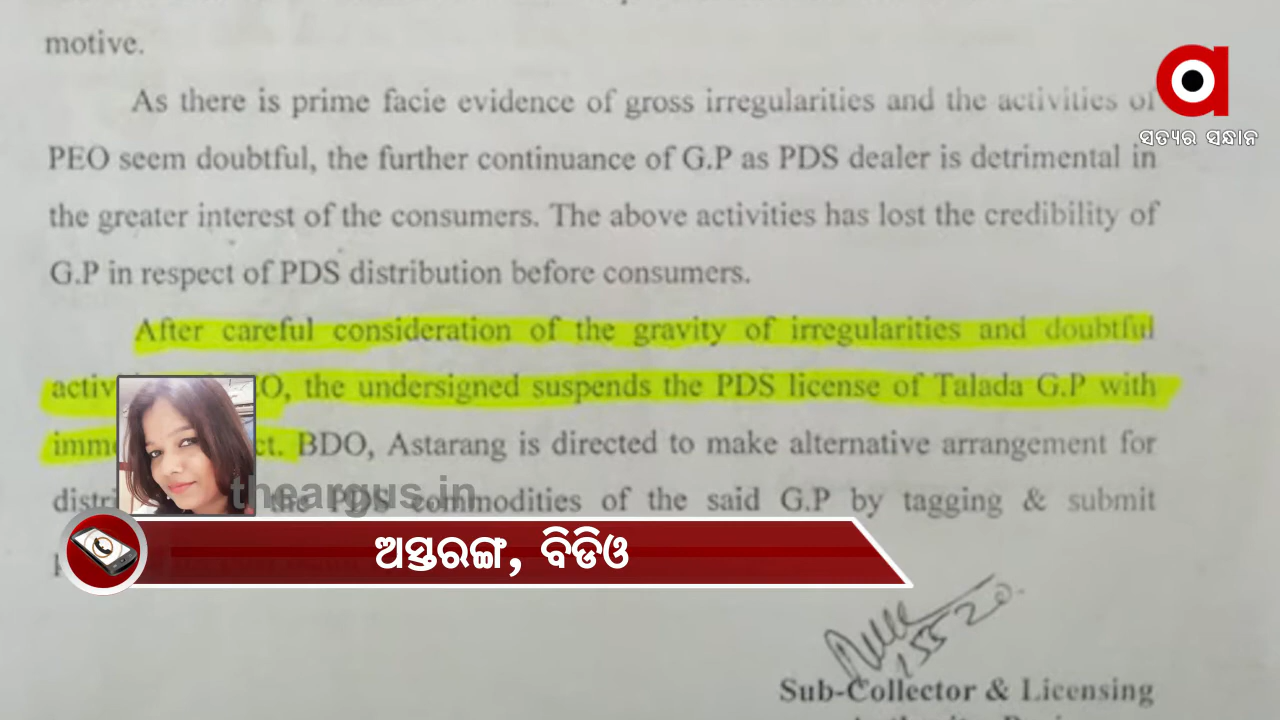 motive.
As there is prime facie evidence of gross irregularities and the activities of
PEO seem doubtful, the further continuance of G.P as PDS dealer is detrimental in
the greater interest of the consumers. The above activities has lost the credibility of
G.P in respect of PDS distribution before consumers.
After careful consideration of the gravity of irregularities and doubtful
the undersigned suspends the PDS license of Talada G.P with
BDO, Astarang is directed to make alternative arrangement for
the PDS commodities of the said G.P by tagging & submit
Sub-Collector & Licensing
ସତ୍ୟର ସନ୍ଧାନ
theargus.in
ଅସ୍ତରଙ୍ଗ, ବିଡିଓ